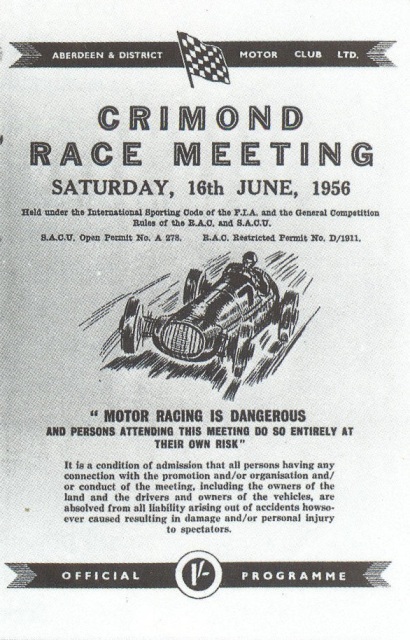 ABERDEEN & DISTRICT MOTOR CLUB LTD.
CRIMOND
RACE MEETING
SATURDAY, 16th JUNE, 1956
Held under the International Sporting Code of the F.I.A. and the General Competition
Rules of the R.A.C. and S.A.C.U.
S.A.C.U. Open Permit No. A 278. R.A.C. Restricted Permit No. D/1911.
7
" MOTOR RACING IS DANGEROUS
AND PERSONS ATTENDING THIS MEETING DO SO ENTIRELY AT
THEIR OWN RISK"
It is a condition of admission that all persons having any
connection with the promotion and/or organisation and/
or conduct of the meeting, including the owners of the
land and the drivers and owners of the vehicles, are
absolved from all liability arising out of accidents howso-
ever caused resulting in damage and/or personal injury
to spectators.
OFFICIAL 1/- PROGRAMME